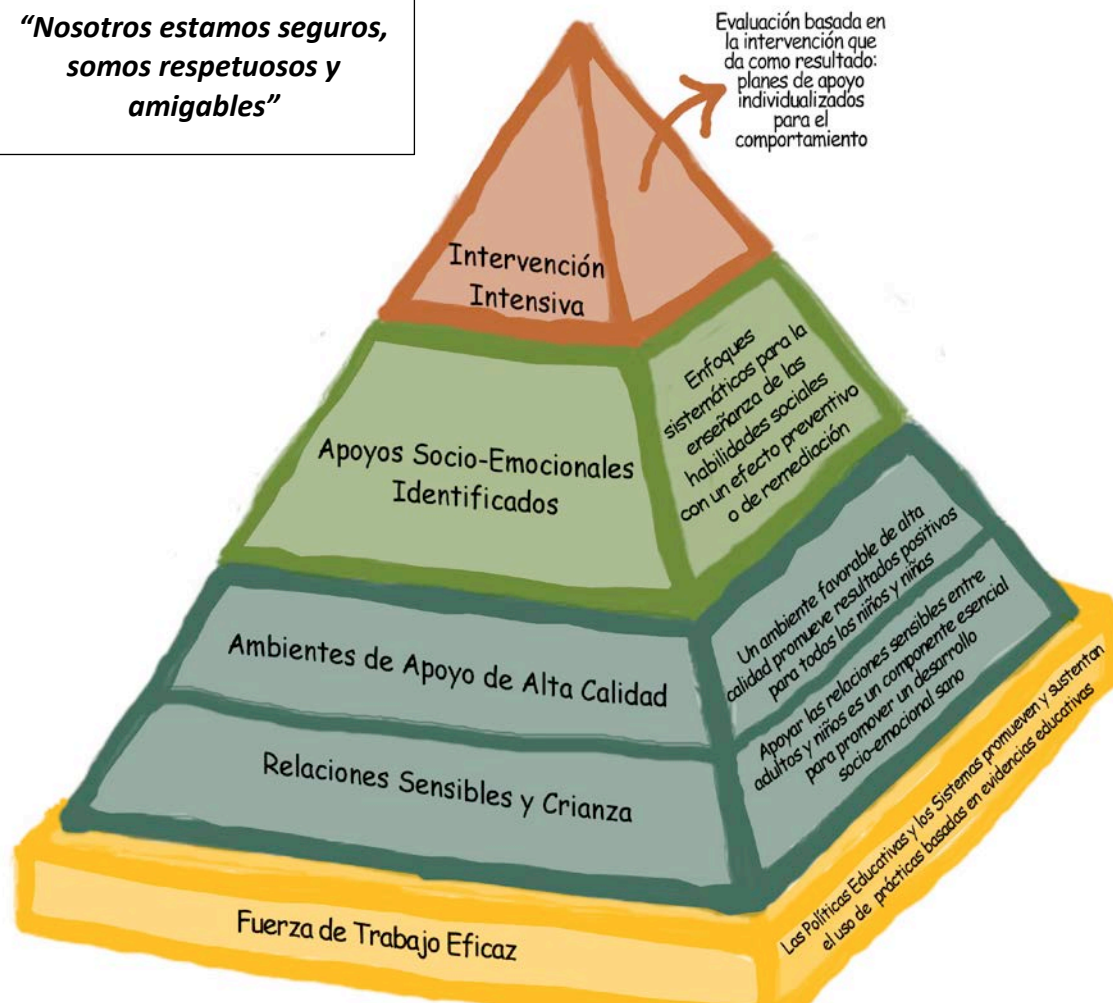 “Nosotros estamos seguros,
somos respetuosos y
amigables”
Evaluación basada en
la intervención que
da como resultado:
planes de apoyo
individualizados
para el
comportamiento
Intervención
Intensiva
Enfoques
sistemáticos para la
enseñanza de las
habilidades sociales
con un efecto preventivo
o de remediación
Apoyos Socio-Emocionales
Identificados
Un ambiente favorable de alta
calidad promueve resultados positivos
para todos los niños y niñas
Ambientes de Apoyo de Alta Calidad
Apoyar las relaciones sensibles entre
adultos y niños es un componente esencial
para promover un desarrollo
socio-emocional sano
Relaciones Sensibles y Crianza
Las Políticas Educativas y los Sistemas promueven y sustentan
el uso de prácticas basadas en evidencias educativas
Fuerza de Trabajo Eficaz